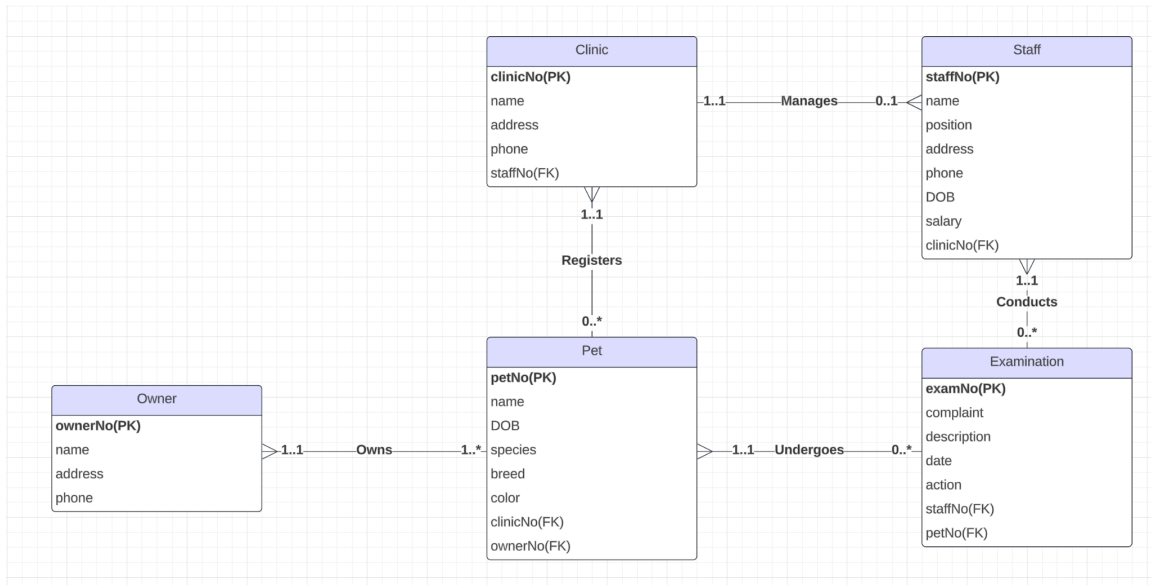 Clinic
clinicNo(PK)
name
address
phone
staffNo(FK)
1..1
Manages
0..1
Staff
staffNo(PK)
name
position
address
phone
DOB
salary
clinicNo(FK)
1..1
Registers
0..*
1..1
Conducts
0..*
Owner
ownerNo(PK)
name
address
phone
1..1
Owns
1..*
Pet
petNo(PK)
name
DOB
species
breed
color
clinicNo(FK)
ownerNo(FK)
1..1
Undergoes
0..*
Examination
examNo(PK)
complaint
description
date
action
staffNo(FK)
petNo(FK)